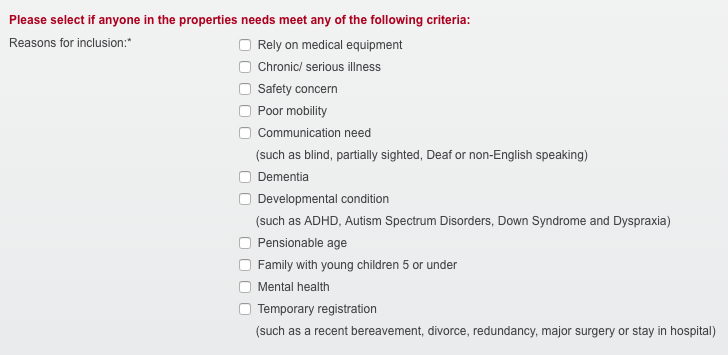 Please select if anyone in the properties needs meet any of the following criteria:
Reasons for inclusion:*
Rely on medical equipment
Chronic/ serious illness
Safety concern
Poor mobility
Communication need
(such as blind, partially sighted, Deaf or non-English speaking)
Dementia
Developmental condition
(such as ADHD, Autism Spectrum Disorders, Down Syndrome and Dyspraxia)
Pensionable age
Family with young children 5 or under
Mental health
Temporary registration
(such as a recent bereavement, divorce, redundancy, major surgery or stay in hospital)